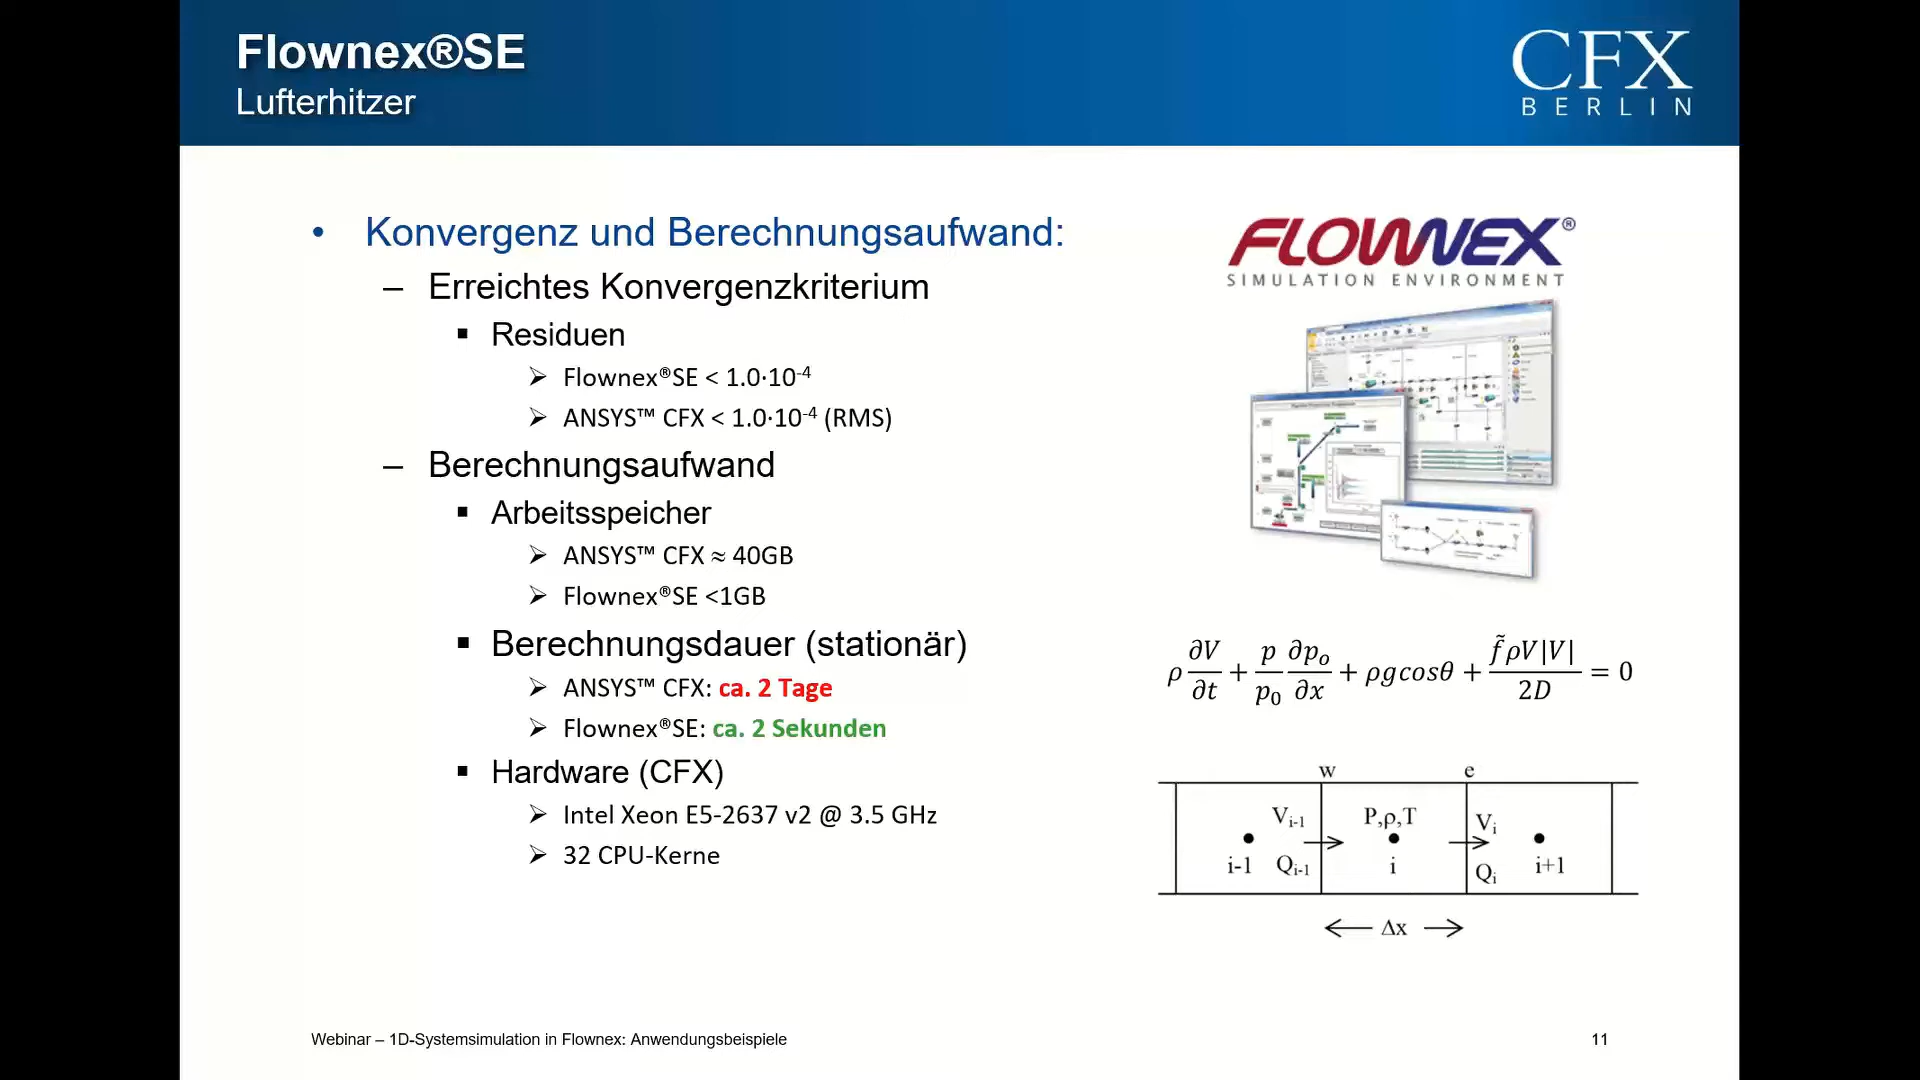 Flownex®SE
Lufterhitzer
CFX
BERLIN
• Konvergenz und Berechnungsaufwand:
– Erreichtes Konvergenzkriterium
▪ Residuen
➢ Flownex®SE < 1.0·10⁻⁴
➢ ANSYS™ CFX < 1.0·10⁻⁴ (RMS)
– Berechnungsaufwand
▪ Arbeitsspeicher
➢ ANSYS™ CFX ≈ 40GB
➢ Flownex®SE <1GB
▪ Berechnungsdauer (stationär)
➢ ANSYS™ CFX: ca. 2 Tage
➢ Flownex®SE: ca. 2 Sekunden
▪ Hardware (CFX)
➢ Intel Xeon E5-2637 v2 @ 3.5 GHz
➢ 32 CPU-Kerne
FLOWNEX®
SIMULATION ENVIRONMENT
ρ ∂V/∂t + p/p₀ ∂pₒ/∂x + ρgcosθ + f̃ρV|V|/2D = 0
w e
Vᵢ₋₁ P,ρ,T Vᵢ
i-1 Qᵢ₋₁ i Qᵢ i+1
Δx
Webinar – 1D-Systemsimulation in Flownex: Anwendungsbeispiele
11